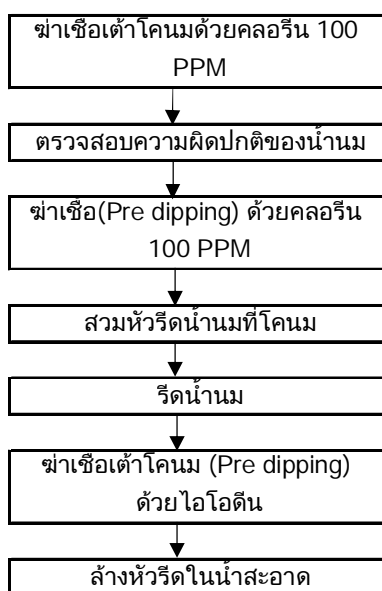 ฆ่าเชื้อเต้าโคนมด้วยคลอรีน 100
PPM
ตรวจสอบความผิดปกติของน้ำนม
ฆ่าเชื้อ(Pre dipping) ด้วยคลอรีน
100 PPM
สวมหัวรีดน้ำนมที่โคนม
รีดน้ำนม
ฆ่าเชื้อเต้าโคนม (Pre dipping)
ด้วยไอโอดีน
ล้างหัวรีดในน้ำสะอาด